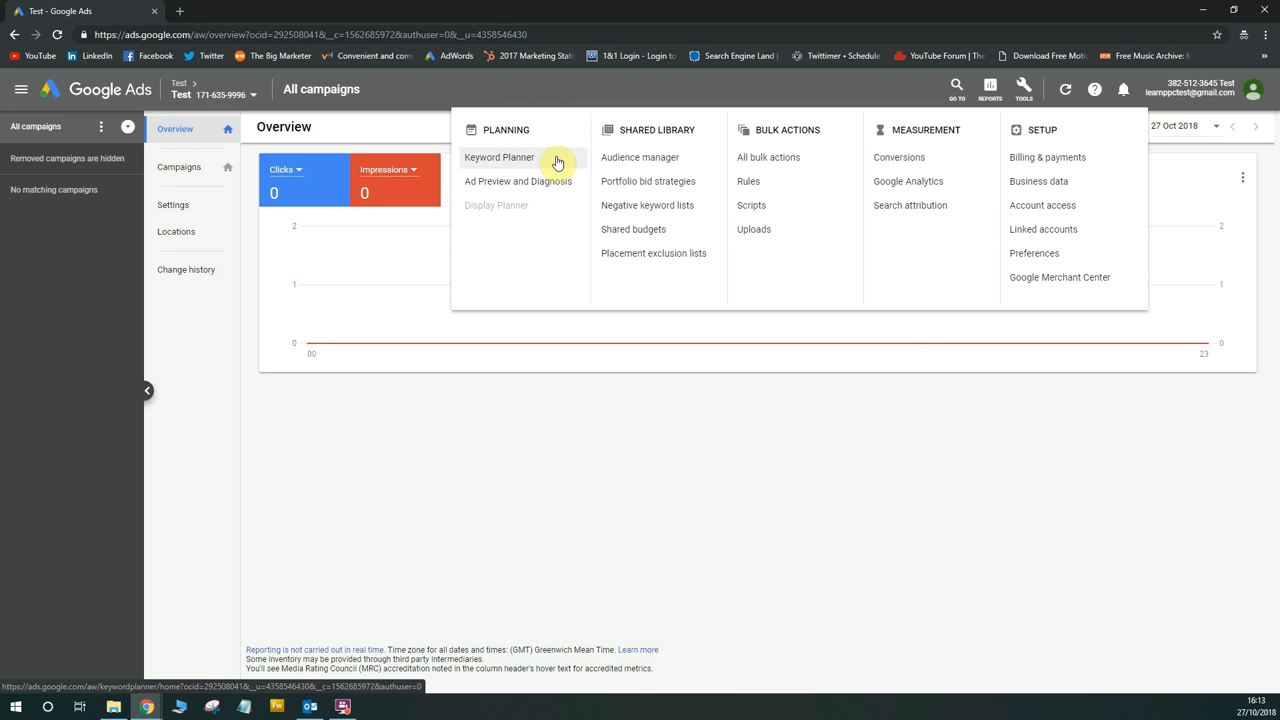 Test - Google Ads
https://ads.google.com/aw/overview?ocid=292508041&__c=1562685972&authuser=0&__u=4358546430
YouTube
LinkedIn
Facebook
Twitter
The Big Marketer
Convenient and com
AdWords
2017 Marketing Stati
1&1 Login - Login to
Search Engine Land |
Twittimer • Schedule
YouTube Forum | The
Download Free Motic
Free Music Archive: N
Google Ads
Test >
Test 171-635-9996
All campaigns
GO TO
REPORTS
TOOLS
382-512-3645 Test
learnppctest@gmail.com
All campaigns
Removed campaigns are hidden
No matching campaigns
Overview
Campaigns
Settings
Locations
Change history
Overview
27 Oct 2018
Clicks
0
Impressions
0
PLANNING
Keyword Planner
Ad Preview and Diagnosis
Display Planner
SHARED LIBRARY
Audience manager
Portfolio bid strategies
Negative keyword lists
Shared budgets
Placement exclusion lists
BULK ACTIONS
All bulk actions
Rules
Scripts
Uploads
MEASUREMENT
Conversions
Google Analytics
Search attribution
SETUP
Billing & payments
Business data
Account access
Linked accounts
Preferences
Google Merchant Center
2
1
0
2
1
0
00
23
Reporting is not carried out in real time. Time zone for all dates and times: (GMT) Greenwich Mean Time. Learn more
Some inventory may be provided through third party intermediaries.
You'll see Media Rating Council (MRC) accreditation noted in the column header's hover text for accredited metrics.
https://ads.google.com/aw/keywordplanner/home?ocid=292508041&__u=4358546430&__c=1562685972&authuser=0
Fw
16:13
27/10/2018